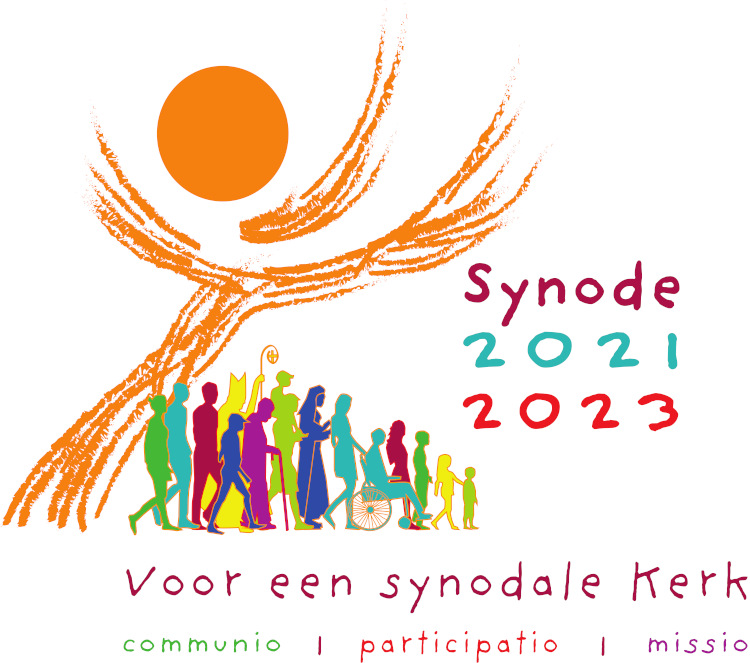 Synode
2021
2023
Voor een synodale Kerk
communio | participatio | missio